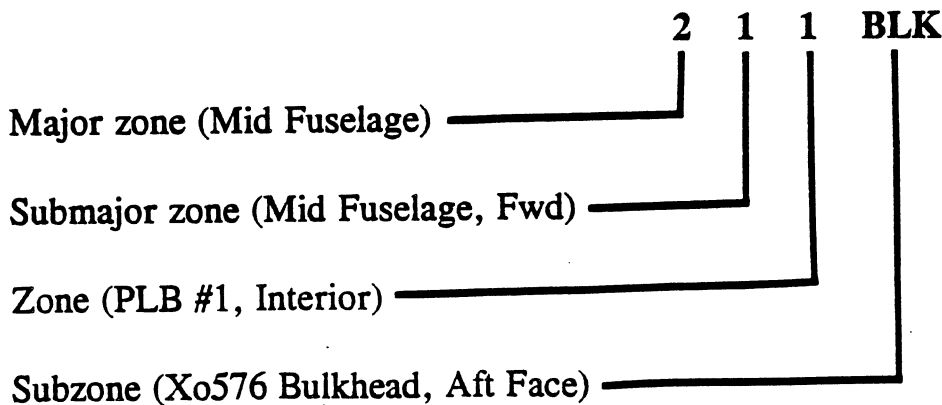 2 1 1 BLK
Major zone (Mid Fuselage)
Submajor zone (Mid Fuselage, Fwd)
Zone (PLB #1, Interior)
Subzone (Xo576 Bulkhead, Aft Face)